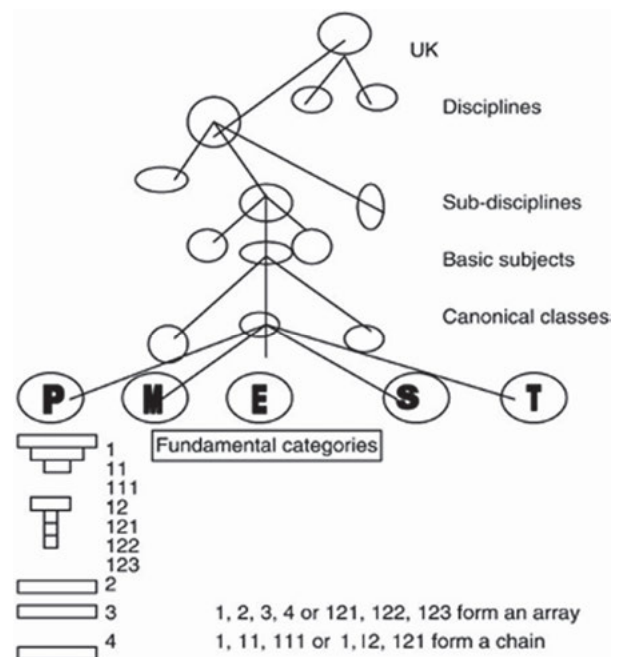 UK
Disciplines
Sub-disciplines
Basic subjects
Canonical classes
P M E S T
Fundamental categories
1
11
111
12
121
122
123
2
3
4
1, 2, 3, 4 or 121, 122, 123 form an array
1, 11, 111 or 1, |2, 121 form a chain